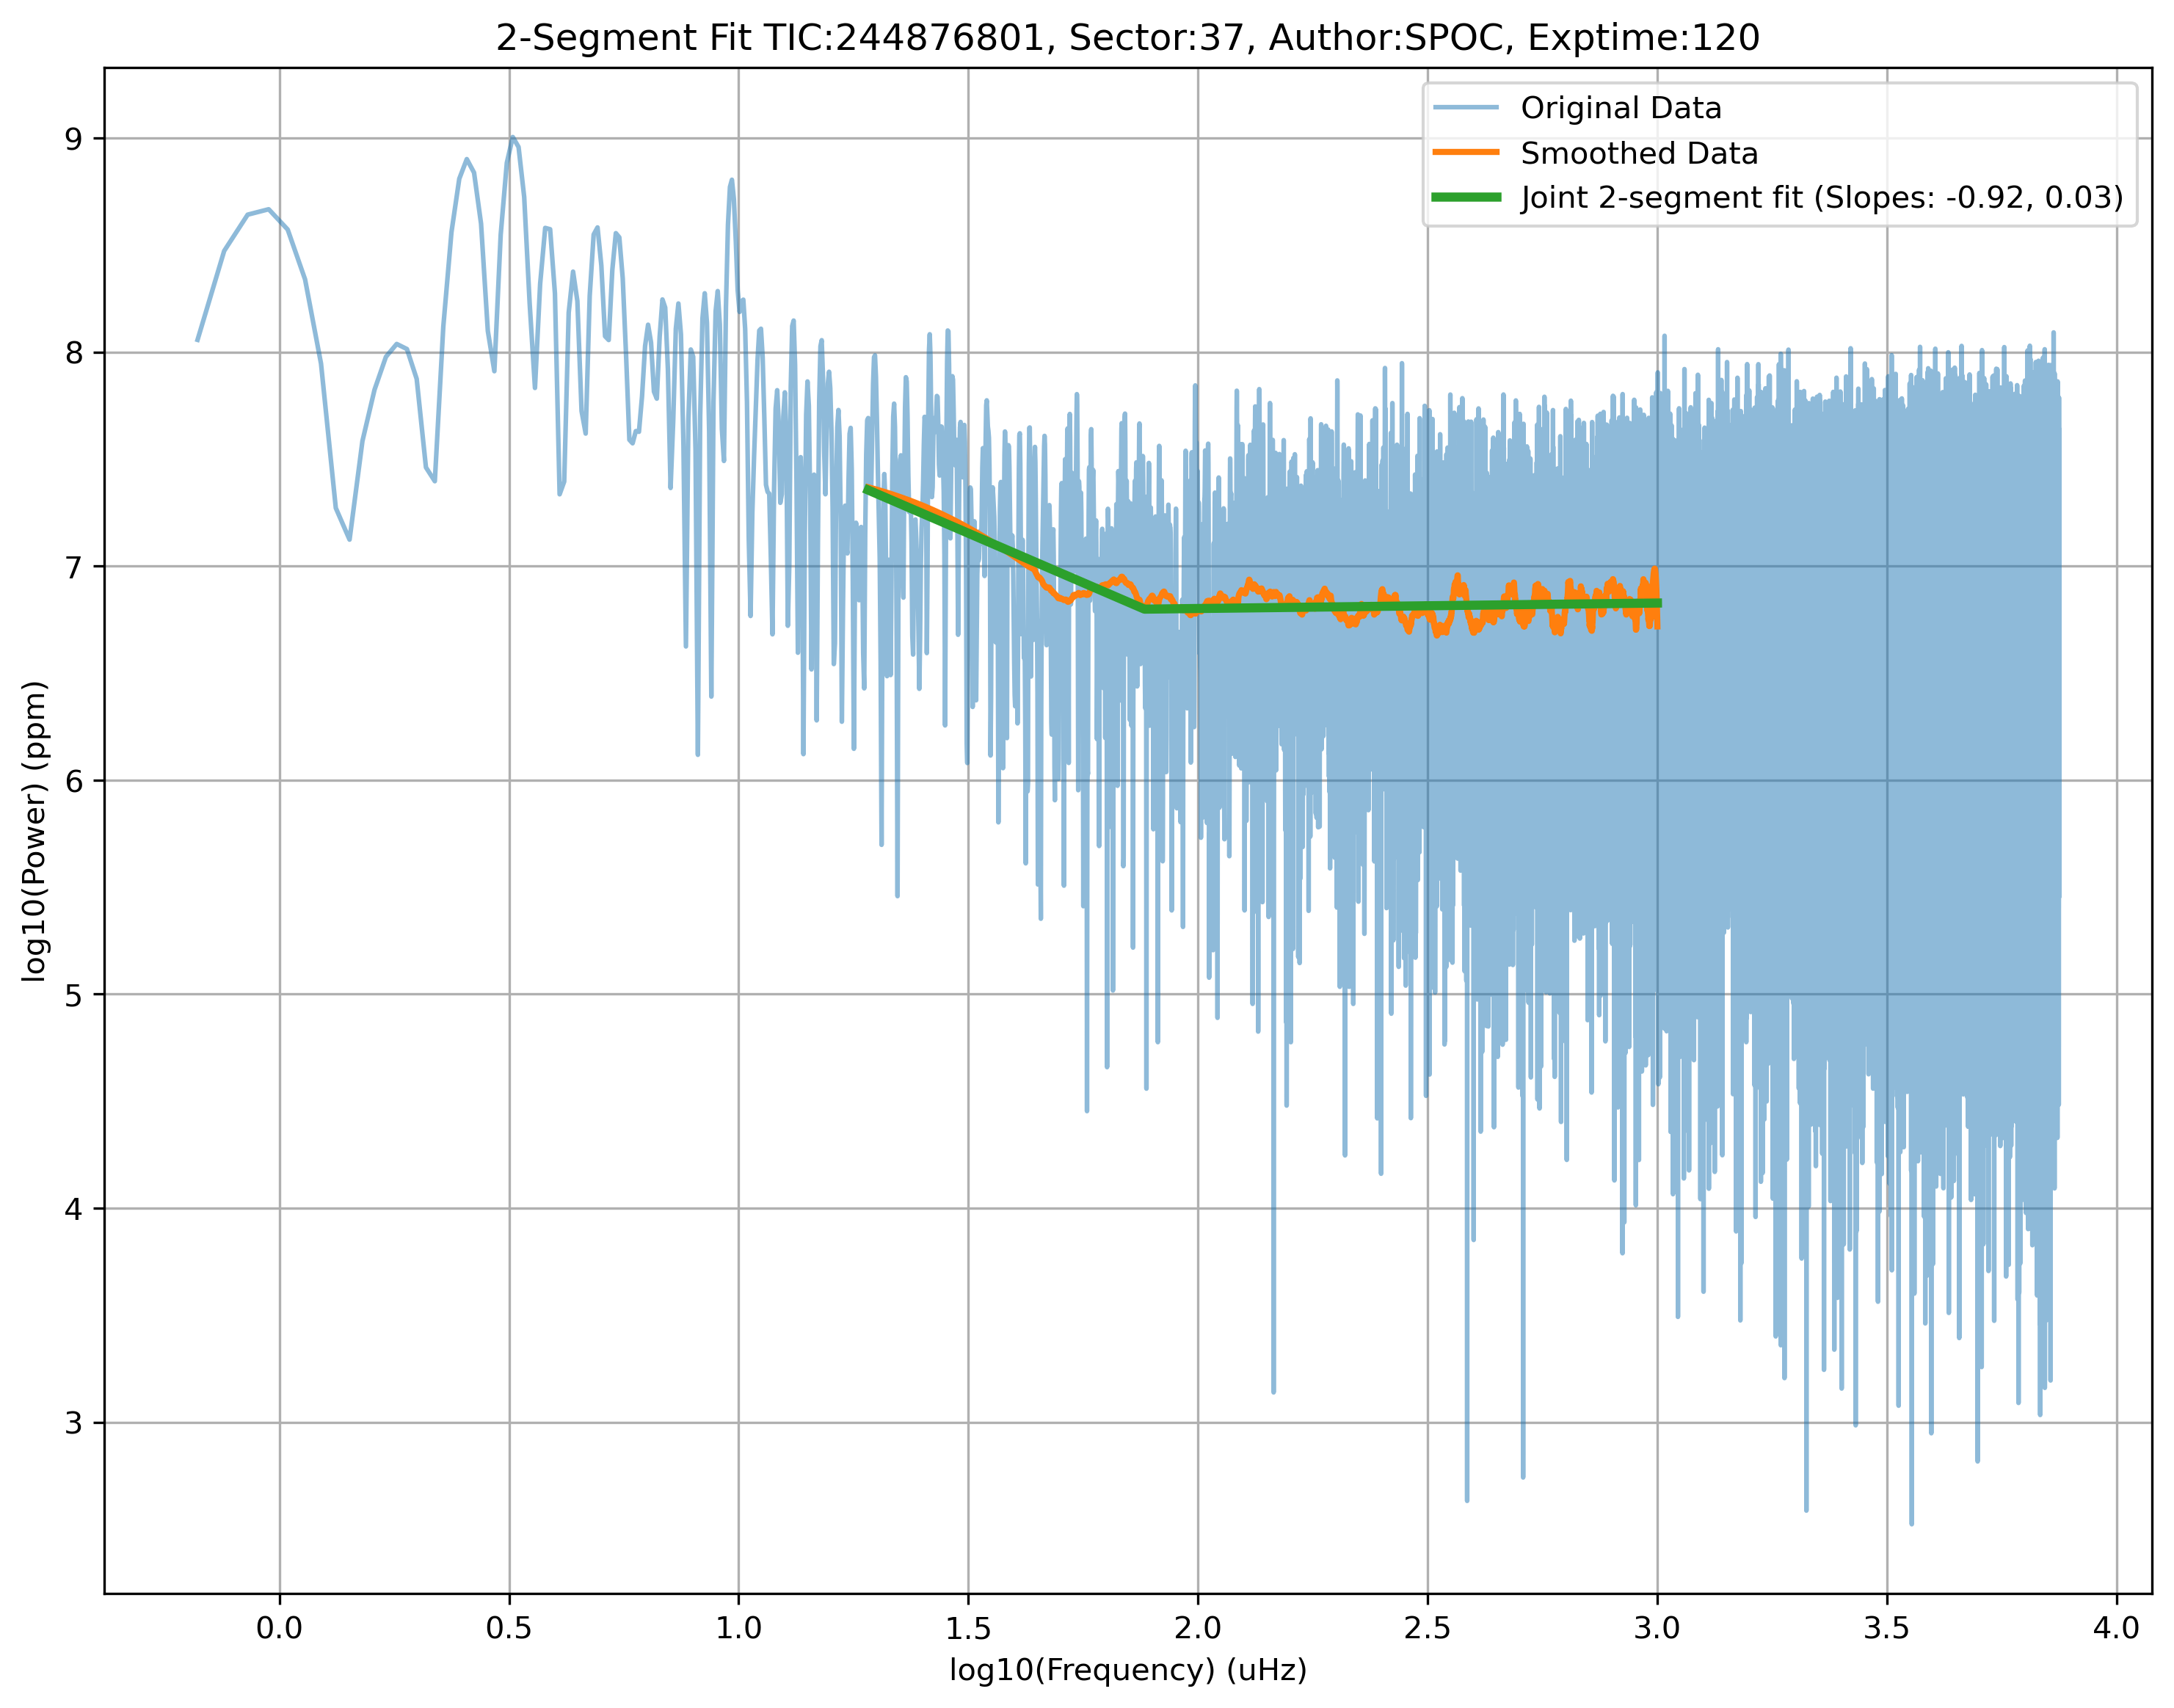 2-Segment Fit TIC:244876801, Sector:37, Author:SPOC, Exptime:120
Original Data
Smoothed Data
Joint 2-segment fit (Slopes: -0.92, 0.03)
9
8
7
6
5
4
3
log10(Power) (ppm)
0.0 0.5 1.0 1.5 2.0 2.5 3.0 3.5 4.0
log10(Frequency) (uHz)